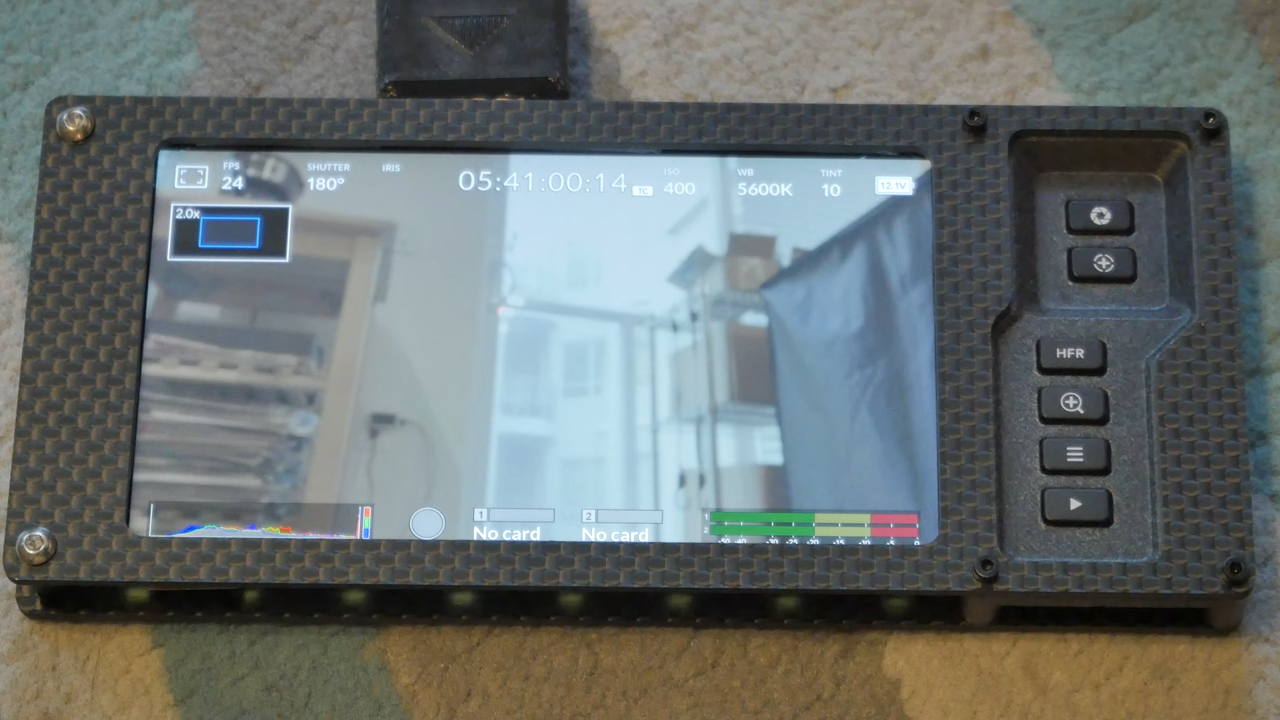 FPS
24
SHUTTER
180°
IRIS
05:41:00:14
TC
ISO
400
WB
5600K
TINT
10
12.1V
2.0x
HFR
1
No card
2
No card